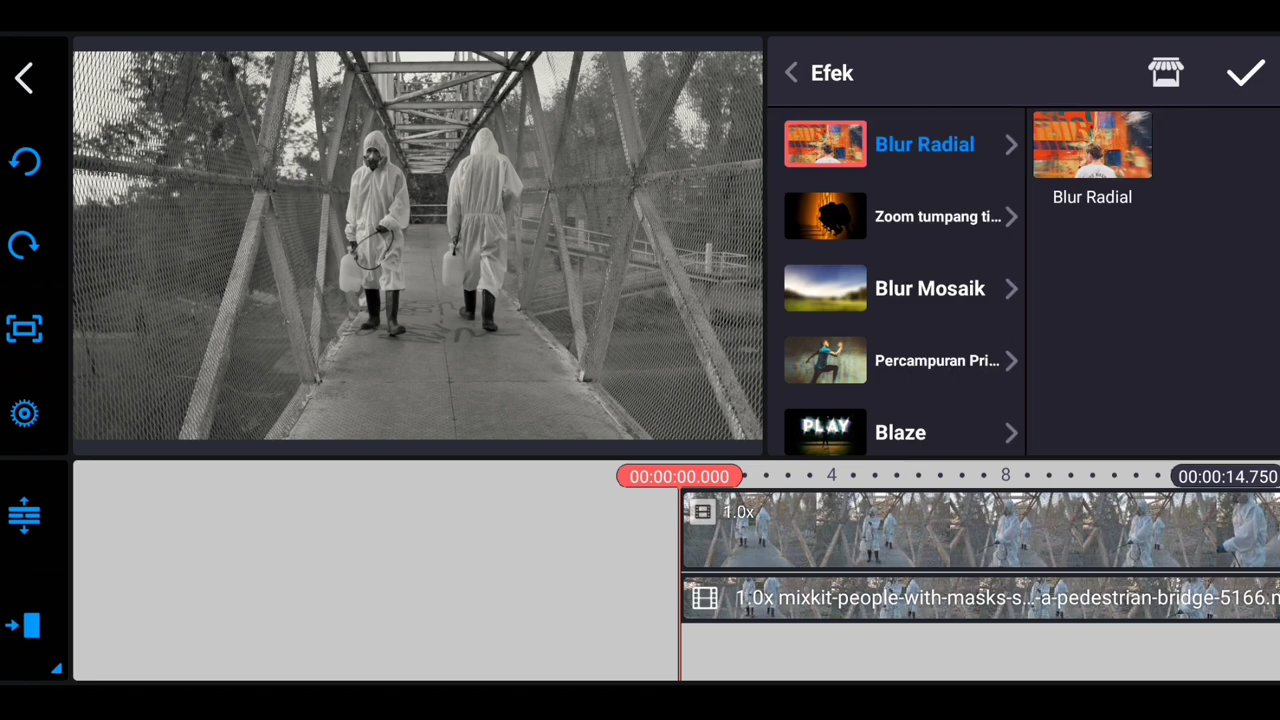 Efek
Blur Radial
Zoom tumpang ti...
Blur Mosaik
Percampuran Pri...
PLAY
Blaze
Blur Radial
00:00:00.000
4
8
00:00:14.750
1.0x
1.0x mixkit-people-with-masks-s...-a-pedestrian-bridge-5166.m